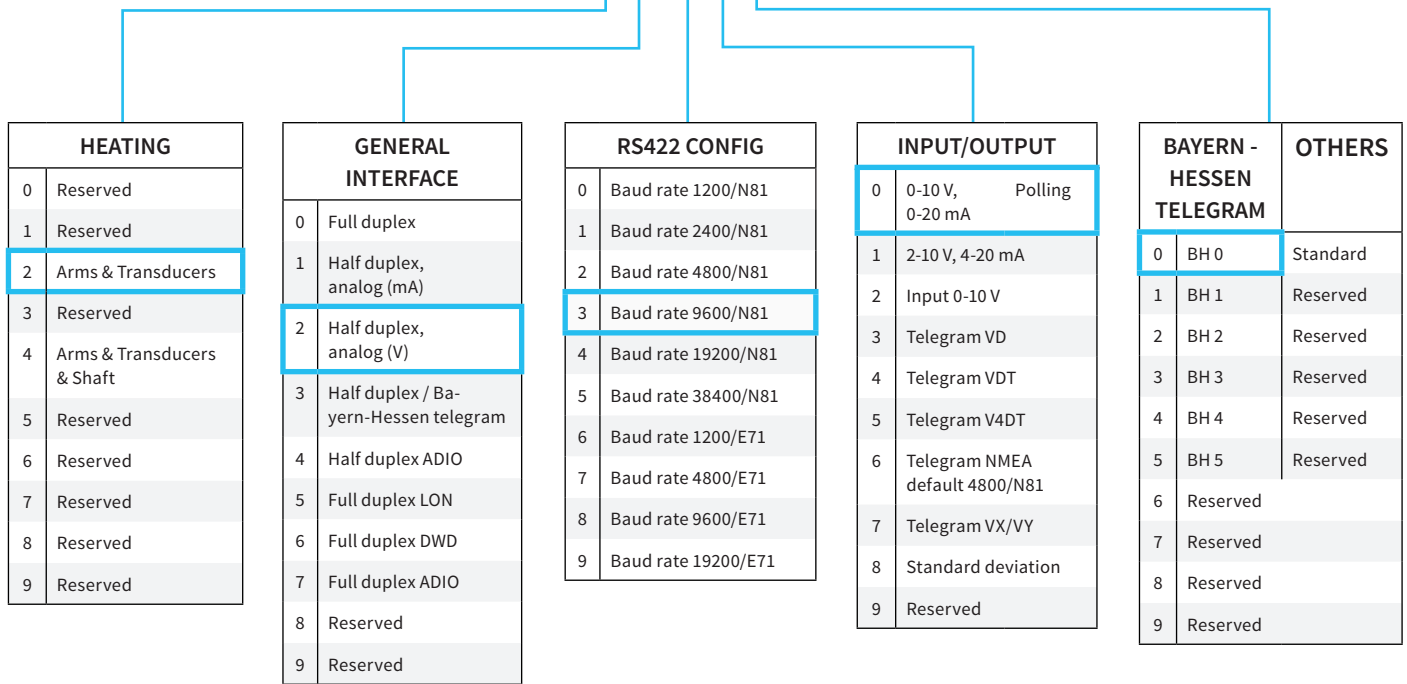 HEATING
0 Reserved
1 Reserved
2 Arms & Transducers
3 Reserved
4 Arms & Transducers
& Shaft
5 Reserved
6 Reserved
7 Reserved
8 Reserved
9 Reserved
GENERAL
INTERFACE
0 Full duplex
1 Half duplex,
analog (mA)
2 Half duplex,
analog (V)
3 Half duplex / Ba-
yern-Hessen telegram
4 Half duplex ADIO
5 Full duplex LON
6 Full duplex DWD
7 Full duplex ADIO
8 Reserved
9 Reserved
RS422 CONFIG
0 Baud rate 1200/N81
1 Baud rate 2400/N81
2 Baud rate 4800/N81
3 Baud rate 9600/N81
4 Baud rate 19200/N81
5 Baud rate 38400/N81
6 Baud rate 1200/E71
7 Baud rate 4800/E71
8 Baud rate 9600/E71
9 Baud rate 19200/E71
INPUT/OUTPUT
0 0-10 V, Polling
0-20 mA
1 2-10 V, 4-20 mA
2 Input 0-10 V
3 Telegram VD
4 Telegram VDT
5 Telegram V4DT
6 Telegram NMEA
default 4800/N81
7 Telegram VX/VY
8 Standard deviation
9 Reserved
BAYERN - OTHERS
HESSEN
TELEGRAM
0 BH 0 Standard
1 BH 1 Reserved
2 BH 2 Reserved
3 BH 3 Reserved
4 BH 4 Reserved
5 BH 5 Reserved
6 Reserved
7 Reserved
8 Reserved
9 Reserved